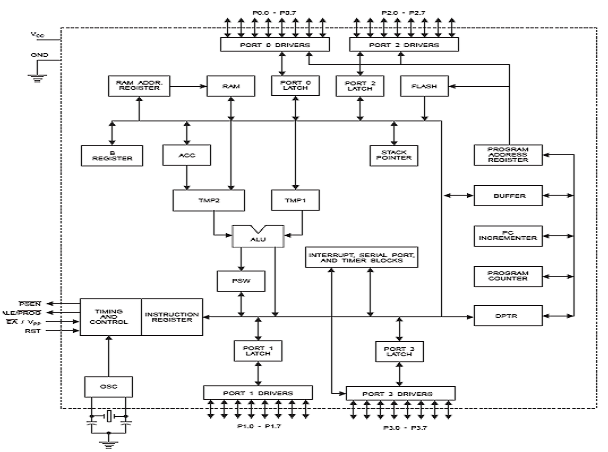 P0.0 - P0.7
P2.0 - P2.7
VCC
GND
PORT 0 DRIVERS
PORT 2 DRIVERS
RAM ADDR.
REGISTER
RAM
PORT 0
LATCH
PORT 2
LATCH
FLASH
B
REGISTER
ACC
STACK
POINTER
PROGRAM
ADDRESS
REGISTER
TMP2
TMP1
BUFFER
ALU
PC
INCREMENTER
INTERRUPT, SERIAL PORT,
AND TIMER BLOCKS
PSW
PROGRAM
COUNTER
PSEN
ALE/PROG
EA / VPP
RST
TIMING
AND
CONTROL
INSTRUCTION
REGISTER
DPTR
PORT 1
LATCH
PORT 3
LATCH
OSC
PORT 1 DRIVERS
PORT 3 DRIVERS
P1.0 - P1.7
P3.0 - P3.7